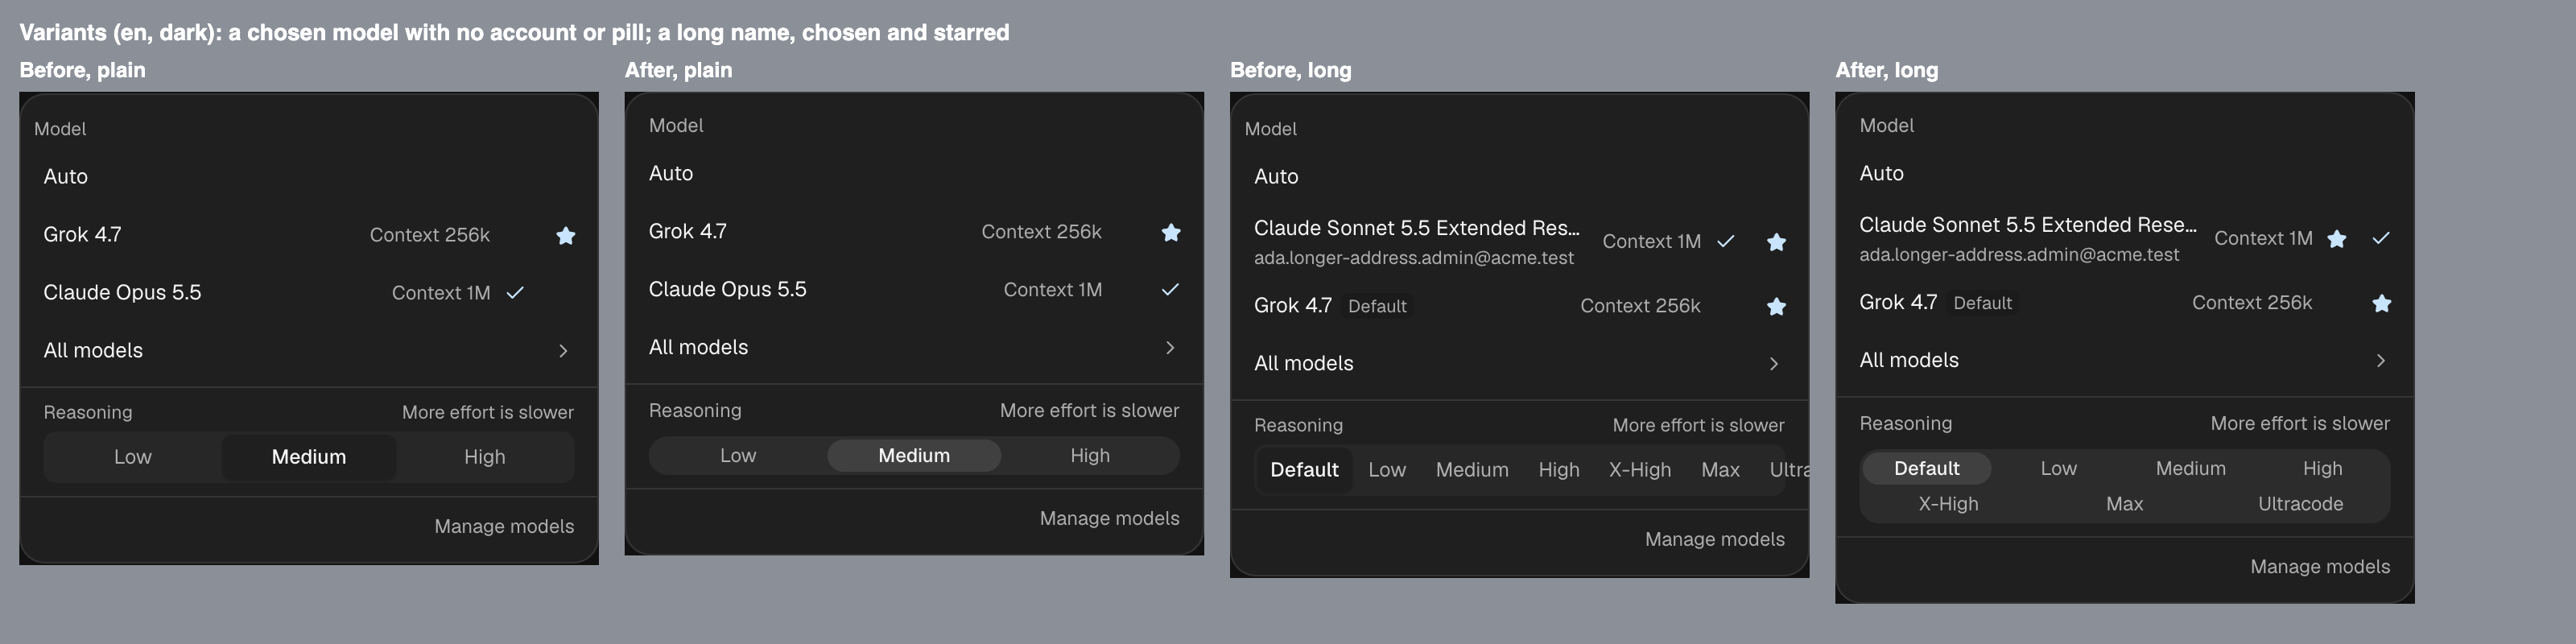 Variants (en, dark): a chosen model with no account or pill; a long name, chosen and starred
Before, plain
Model
Auto
Grok 4.7 Context 256k
Claude Opus 5.5 Context 1M
All models
Reasoning More effort is slower
Low Medium High
Manage models
After, plain
Model
Auto
Grok 4.7 Context 256k
Claude Opus 5.5 Context 1M
All models
Reasoning More effort is slower
Low Medium High
Manage models
Before, long
Model
Auto
Claude Sonnet 5.5 Extended Res... Context 1M
ada.longer-address.admin@acme.test
Grok 4.7 Default Context 256k
All models
Reasoning More effort is slower
Default Low Medium High X-High Max Ultra
Manage models
After, long
Model
Auto
Claude Sonnet 5.5 Extended Rese... Context 1M
ada.longer-address.admin@acme.test
Grok 4.7 Default Context 256k
All models
Reasoning More effort is slower
Default Low Medium High
X-High Max Ultracode
Manage models